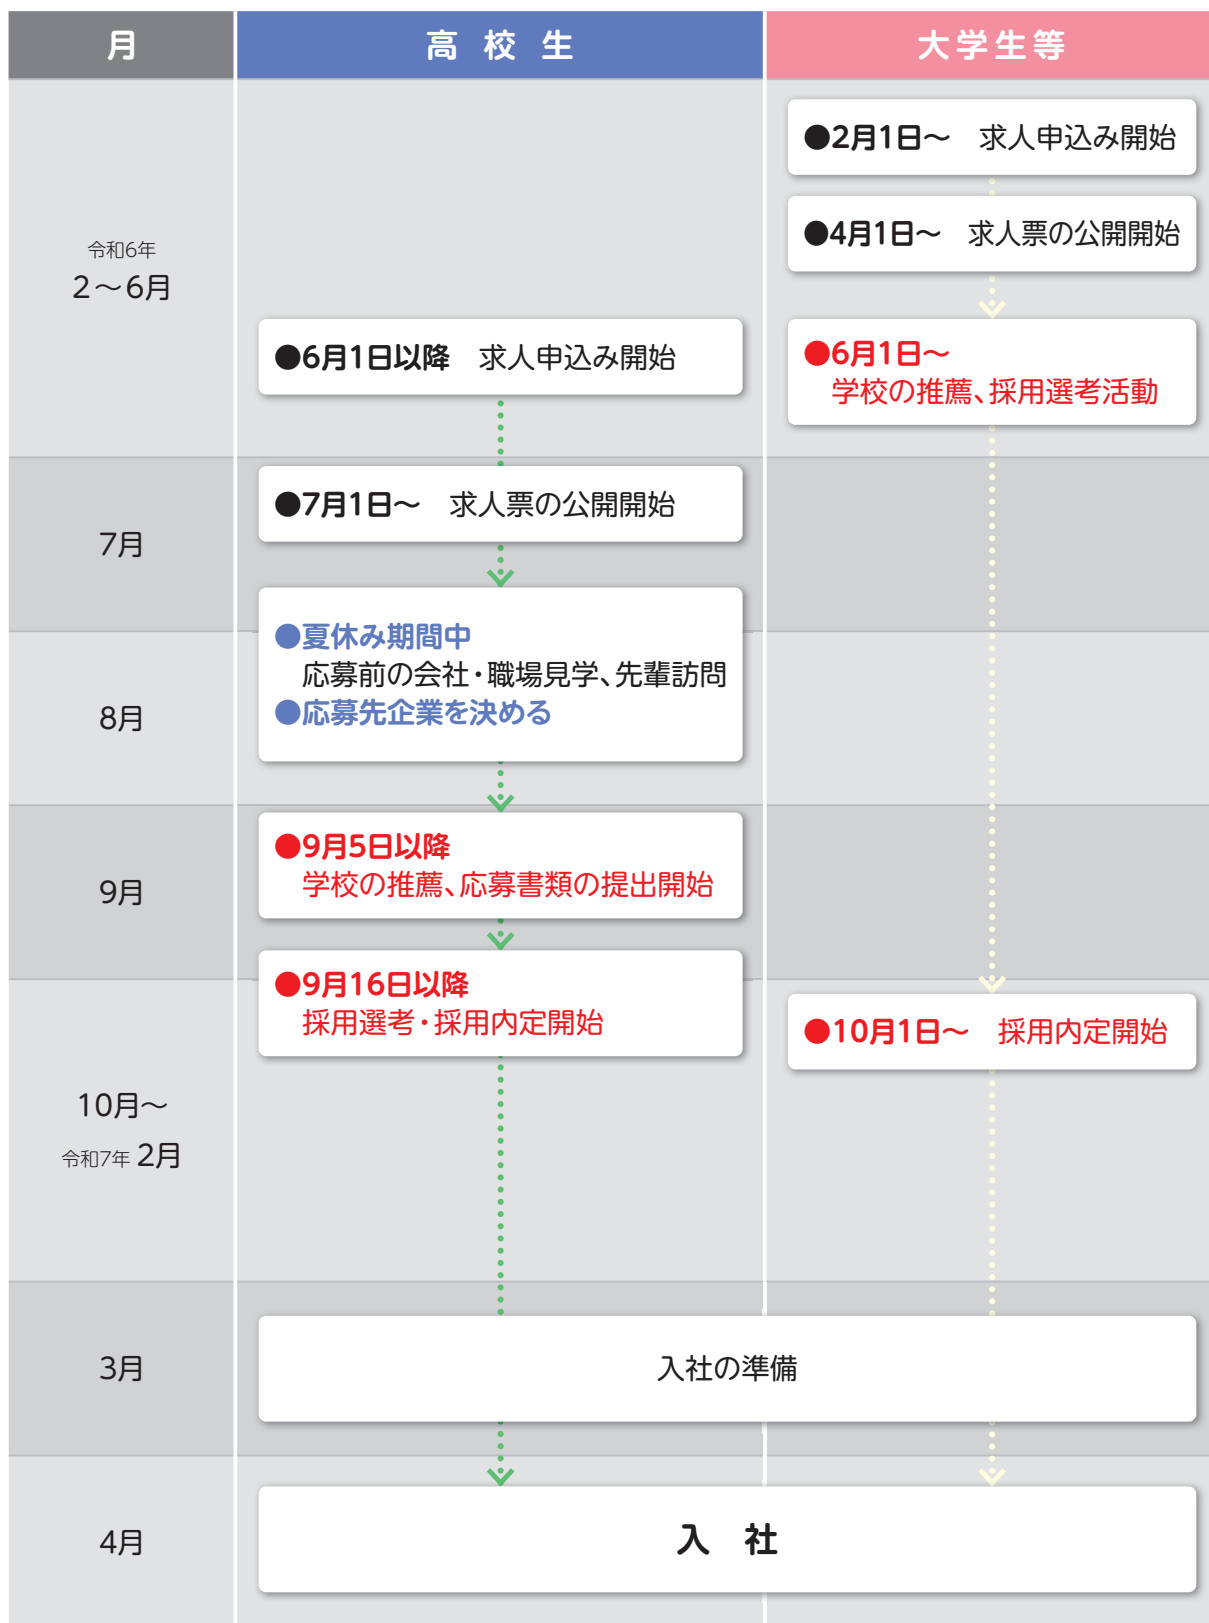 月
高校生
大学生等
令和6年
2～6月
●2月1日～　求人申込み開始
●4月1日～　求人票の公開開始
●6月1日以降　求人申込み開始
●6月1日～
学校の推薦、採用選考活動
7月
●7月1日～　求人票の公開開始
8月
●夏休み期間中
応募前の会社・職場見学、先輩訪問
●応募先企業を決める
9月
●9月5日以降
学校の推薦、応募書類の提出開始
●9月16日以降
採用選考・採用内定開始
10月～
令和7年 2月
●10月1日～　採用内定開始
3月
入社の準備
4月
入 社